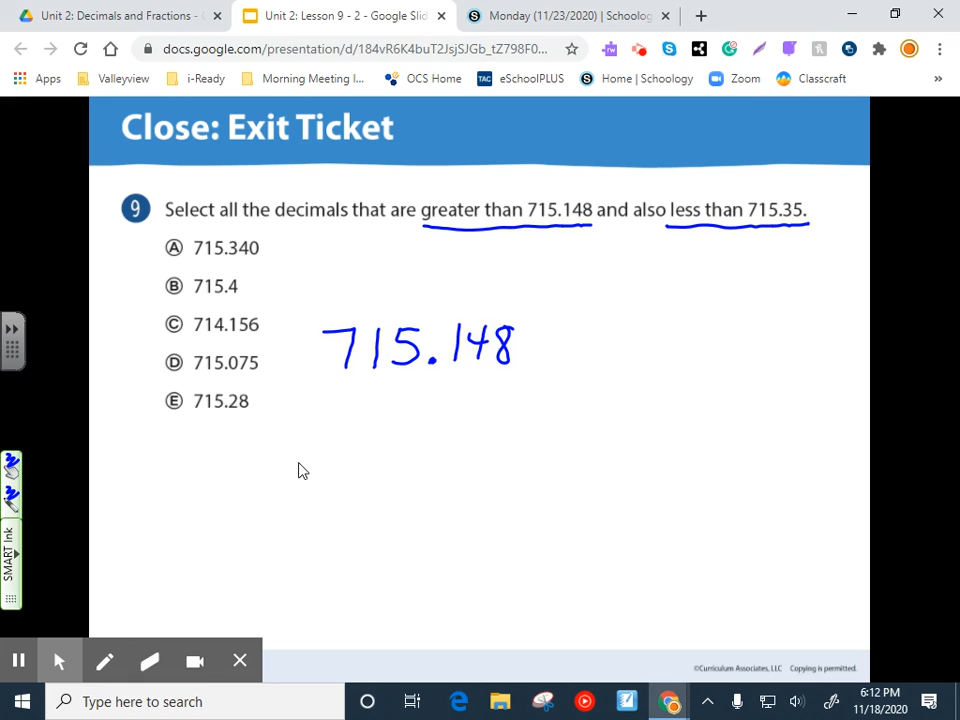 Unit 2: Decimals and Fractions - G
Unit 2: Lesson 9 - 2 - Google Slid
Monday (11/23/2020) | Schoolog
docs.google.com/presentation/d/184vR6K4buT2JsjSJGb_tZ798F0...
Apps Valleyview i-Ready Morning Meeting I... OCS Home TAC eSchoolPLUS Home | Schoology Zoom Classcraft »
Close: Exit Ticket
9 Select all the decimals that are greater than 715.148 and also less than 715.35.
A 715.340
B 715.4
C 714.156
D 715.075
E 715.28
715.148
SMART Ink
©Curriculum Associates, LLC Copying is permitted.
Type here to search
6:12 PM
11/18/2020